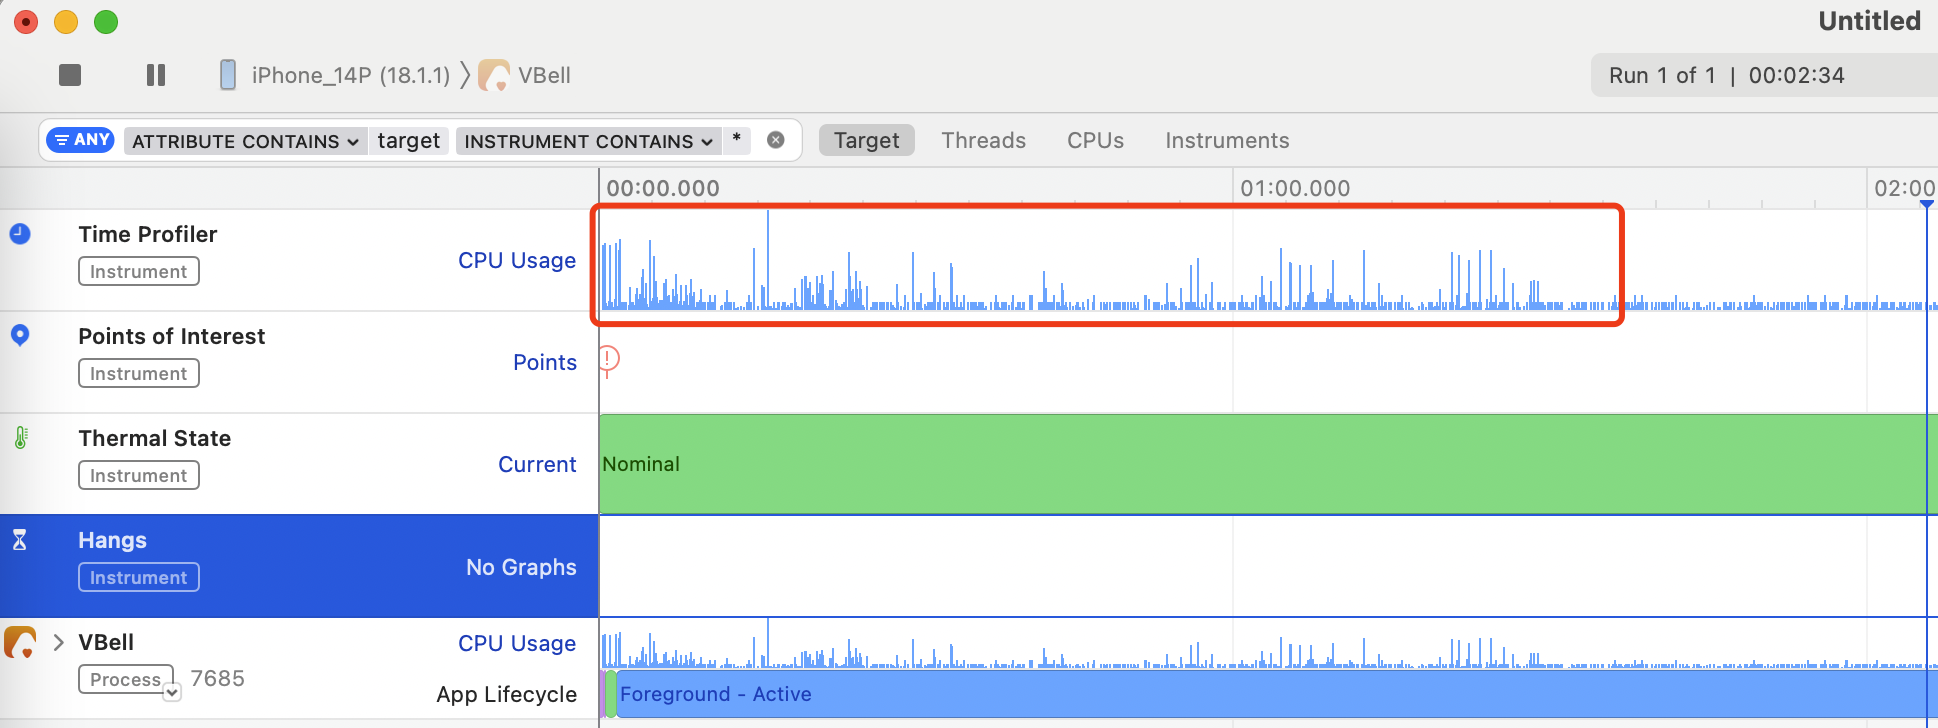 Untitled
iPhone_14P (18.1.1) VBell
Run 1 of 1 | 00:02:34
ANY ATTRIBUTE CONTAINS target INSTRUMENT CONTAINS * Target Threads CPUs Instruments
00:00.000 01:00.000 02:00
Time Profiler
Instrument
CPU Usage
Points of Interest
Instrument
Points
Thermal State
Instrument
Current
Nominal
Hangs
Instrument
No Graphs
VBell
Process 7685
CPU Usage
App Lifecycle
Foreground - Active